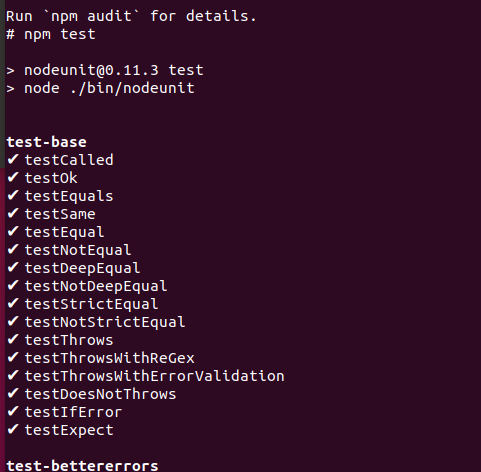 Run `npm audit` for details.
# npm test
> nodeunit@0.11.3 test
> node ./bin/nodeunit
test-base
✔ testCalled
✔ testOk
✔ testEquals
✔ testSame
✔ testEqual
✔ testNotEqual
✔ testDeepEqual
✔ testNotDeepEqual
✔ testStrictEqual
✔ testNotStrictEqual
✔ testThrows
✔ testThrowsWithReGex
✔ testThrowsWithErrorValidation
✔ testDoesNotThrows
✔ testIfError
✔ testExpect
test-bettererrors